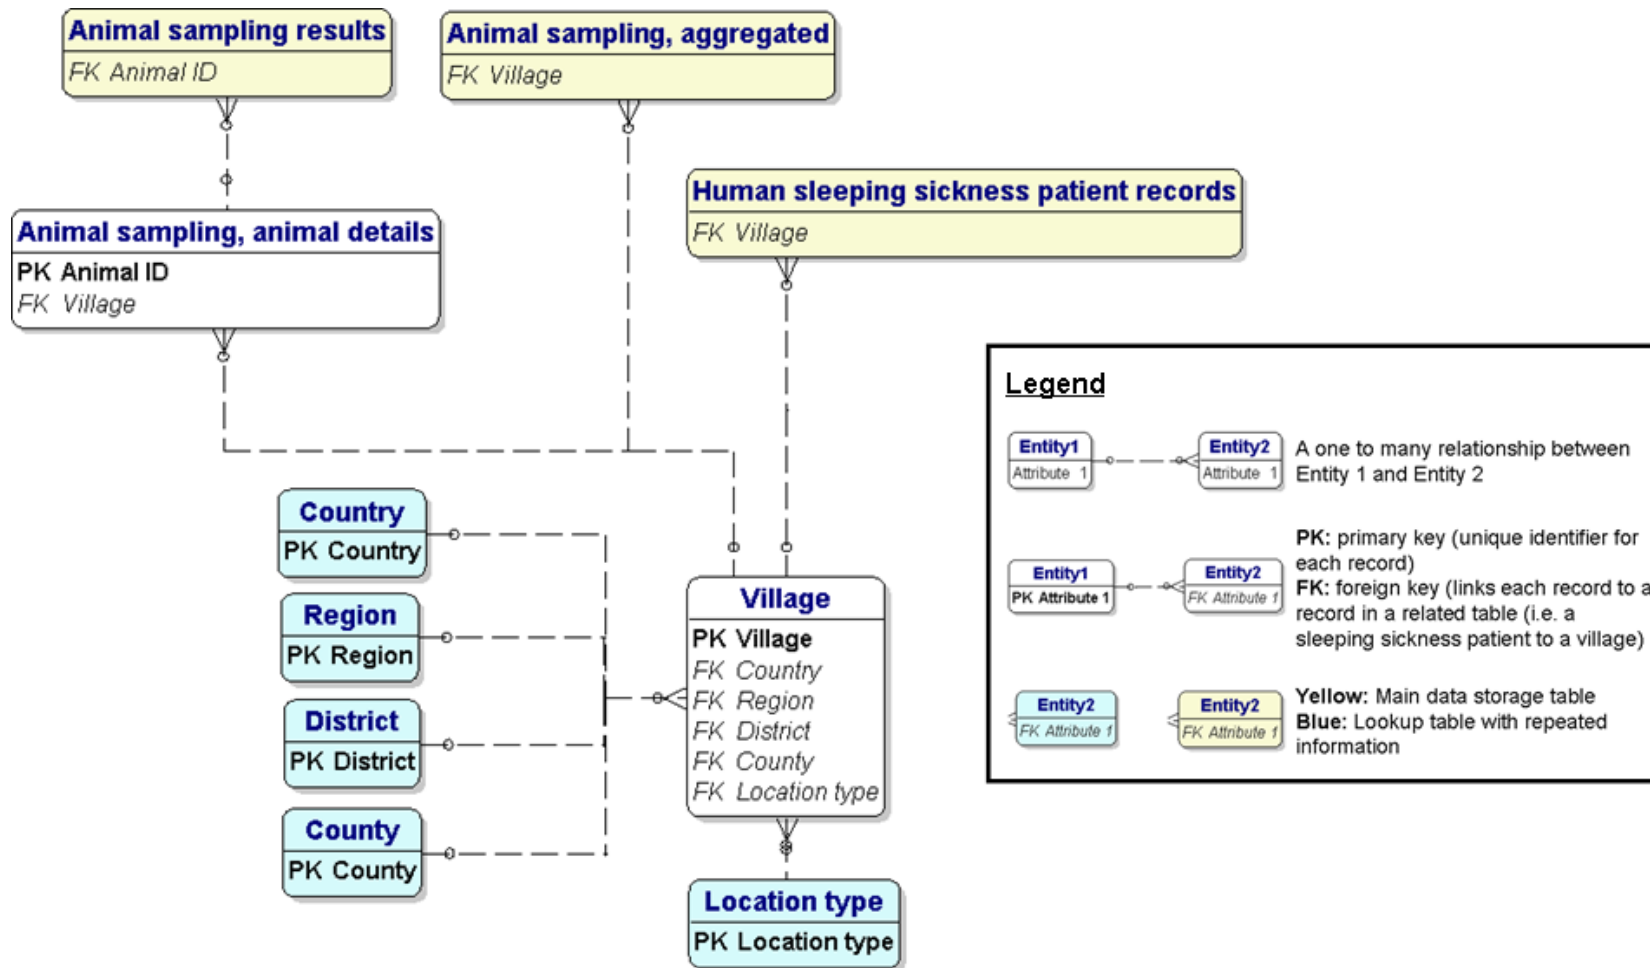 Animal sampling results
FK Animal ID
Animal sampling, aggregated
FK Village
Human sleeping sickness patient records
FK Village
Animal sampling, animal details
PK Animal ID
FK Village
Country
PK Country
Region
PK Region
District
PK District
County
PK County
Village
PK Village
FK Country
FK Region
FK District
FK County
FK Location type
Location type
PK Location type
Legend
Entity1
Attribute 1
Entity2
Attribute 1
A one to many relationship between
Entity 1 and Entity 2
Entity1
PK Attribute 1
Entity2
FK Attribute 1
PK: primary key (unique identifier for
each record)
FK: foreign key (links each record to a
record in a related table (i.e. a
sleeping sickness patient to a village)
Entity2
FK Attribute 1
Entity2
FK Attribute 1
Yellow: Main data storage table
Blue: Lookup table with repeated
information